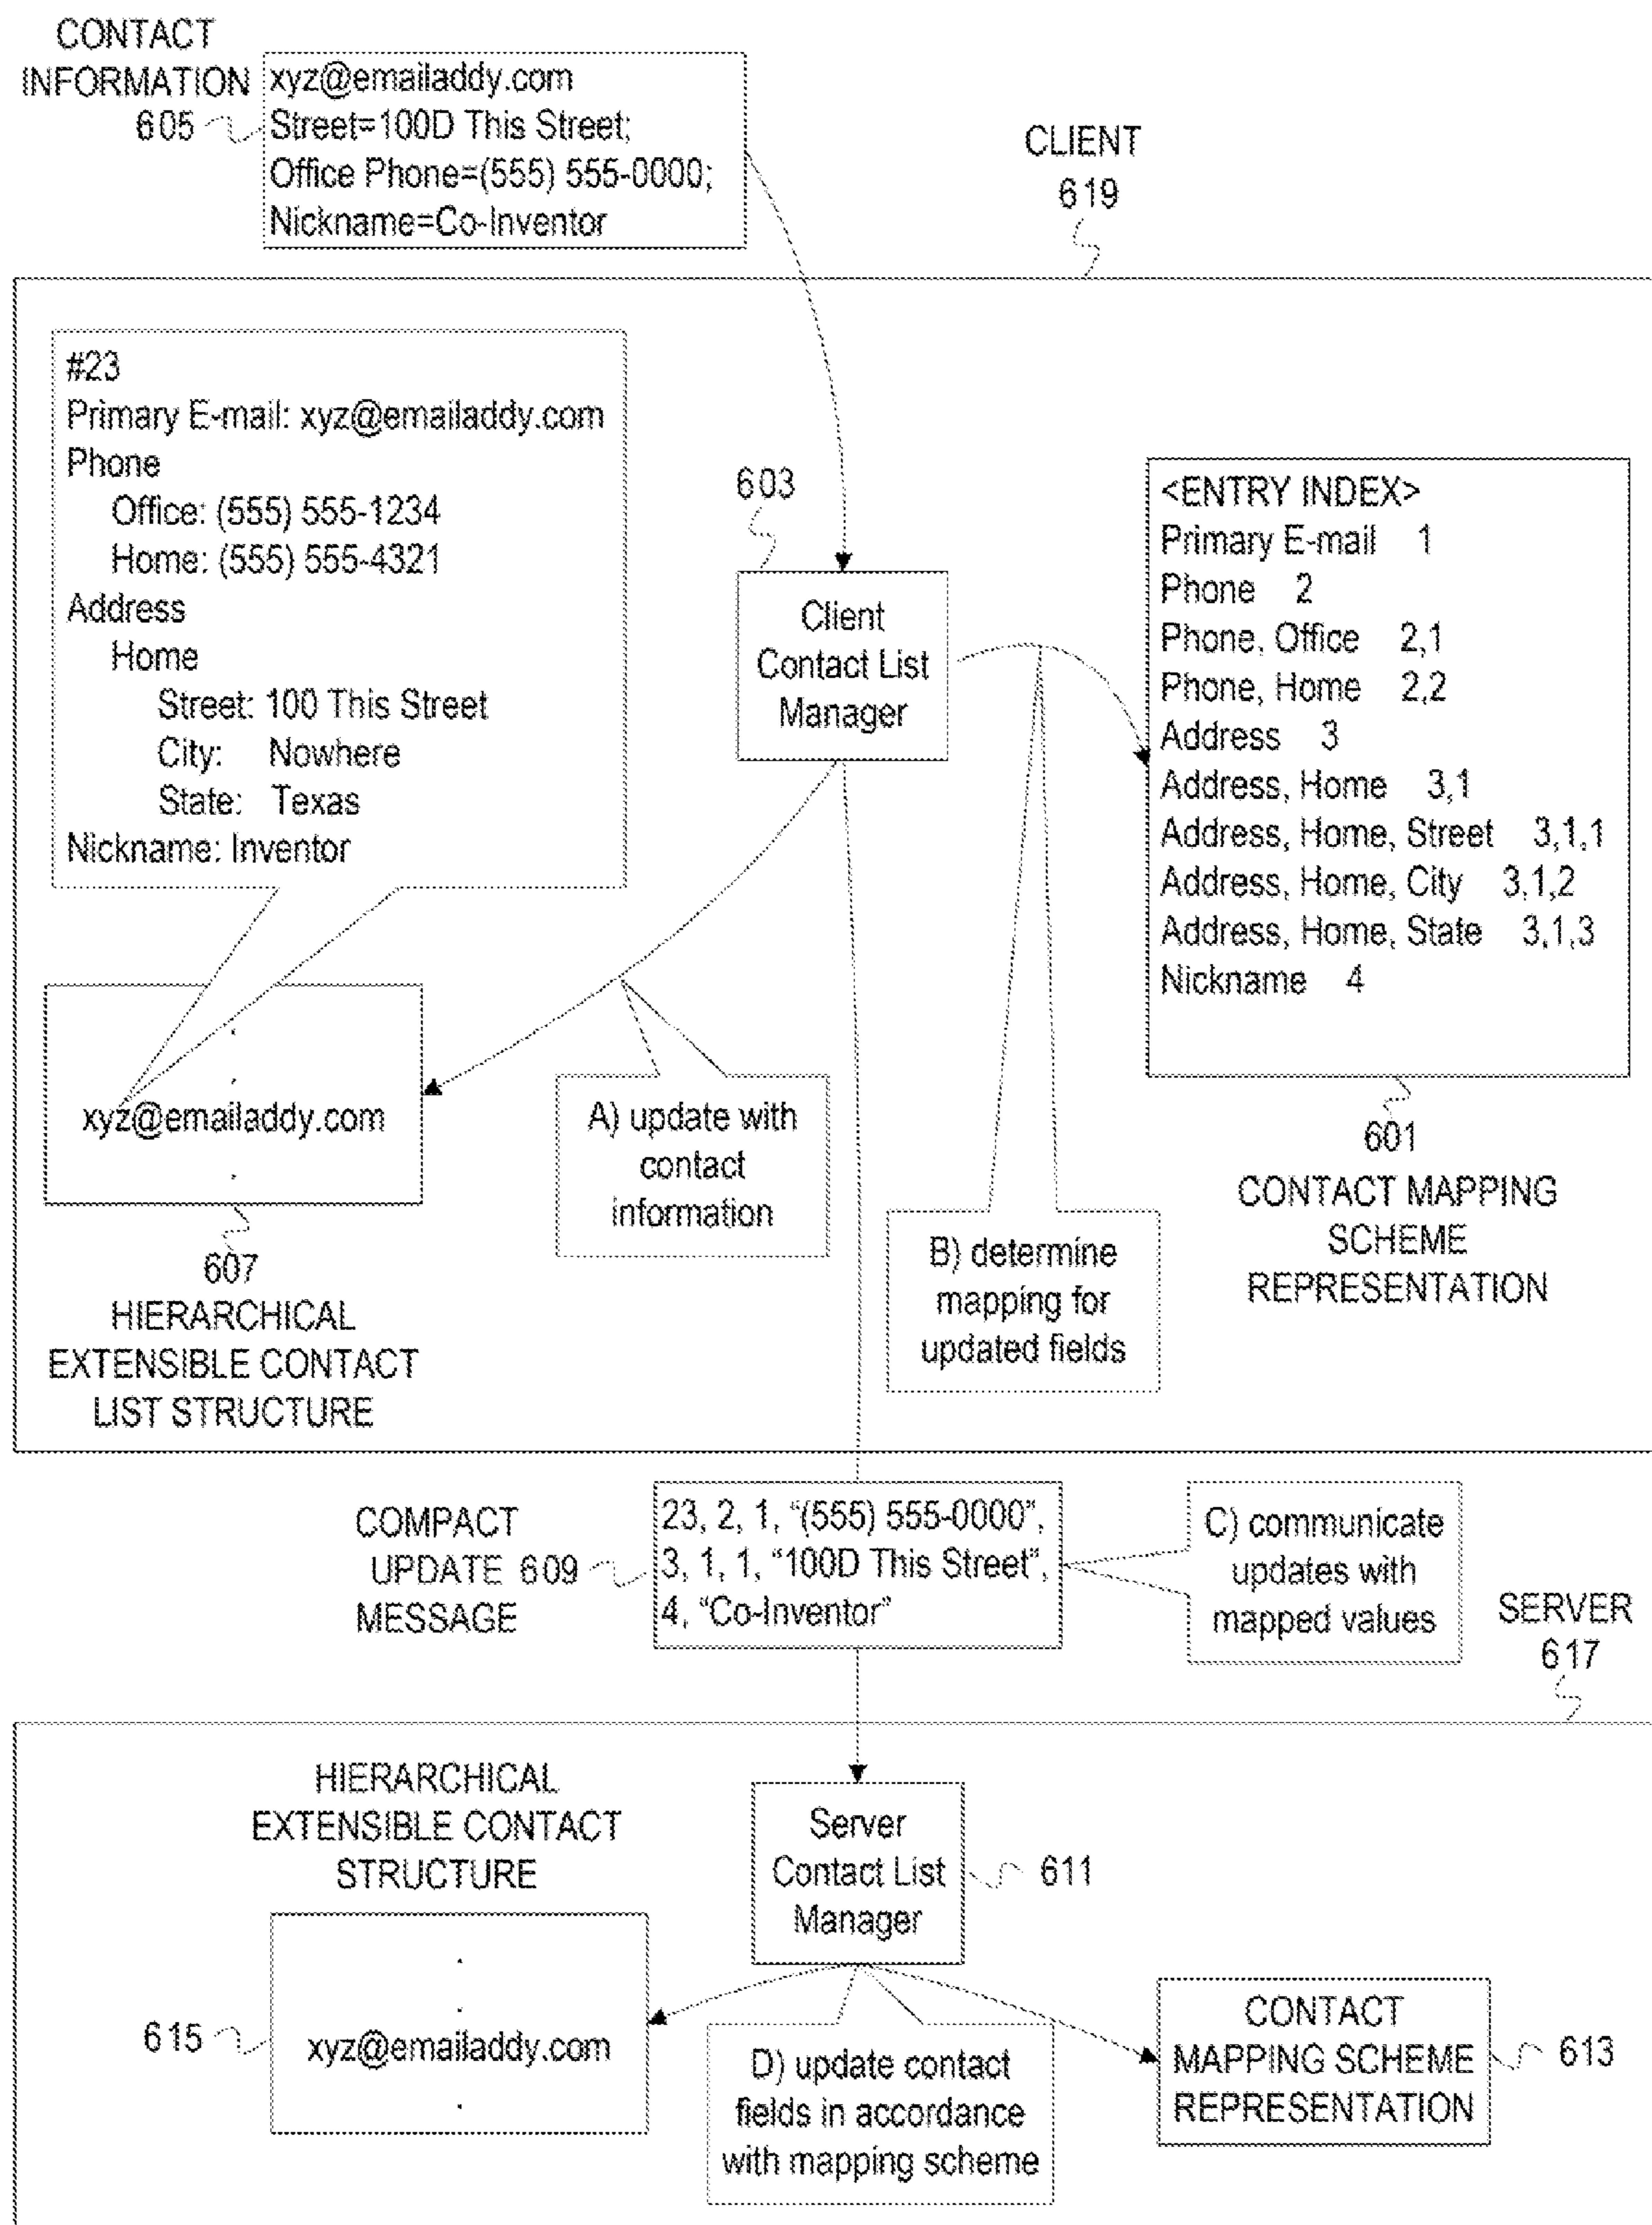 CONTACT
INFORMATION
605
xyz@emailaddy.com
Street=100D This Street;
Office Phone=(555) 555-0000;
Nickname=Co-Inventor
CLIENT
619
#23
Primary E-mail: xyz@emailaddy.com
Phone
Office: (555) 555-1234
Home: (555) 555-4321
Address
Home
Street: 100 This Street
City: Nowhere
State: Texas
Nickname: Inventor
603
Client
Contact List
Manager
<ENTRY INDEX>
Primary E-mail 1
Phone 2
Phone, Office 2,1
Phone, Home 2,2
Address 3
Address, Home 3,1
Address, Home, Street 3,1,1
Address, Home, City 3,1,2
Address, Home, State 3,1,3
Nickname 4
601
CONTACT MAPPING
SCHEME
REPRESENTATION
.
.
xyz@emailaddy.com
.
607
HIERARCHICAL
EXTENSIBLE CONTACT
LIST STRUCTURE
A) update with
contact
information
B) determine
mapping for
updated fields
COMPACT
UPDATE 609
MESSAGE
23, 2, 1, “(555) 555-0000”,
3, 1, 1, “100D This Street”,
4, “Co-Inventor”
C) communicate
updates with
mapped values
SERVER
617
HIERARCHICAL
EXTENSIBLE CONTACT
STRUCTURE
Server
Contact List
Manager
611
615
.
.
xyz@emailaddy.com
.
D) update contact
fields in accordance
with mapping scheme
CONTACT
MAPPING SCHEME
REPRESENTATION
613